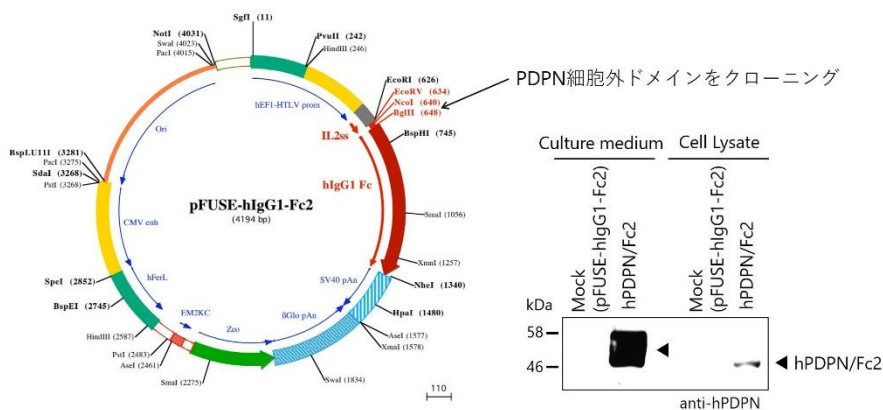 SgfI (11)
NotI (4031)
SwaI (4023)
PacI (4015)
PvuII (242)
HindIII (246)
EcoRI (626)
EcoRV (634)
NcoI (640)
BglII (648)
BspHI (745)
PDPN細胞外ドメインをクローニング
hEF1-HTLV prom
IL2ss
Ori
hIgG1 Fc
BspLU11I (3281)
PacI (3275)
SdaI (3268)
PstI (3268)
pFUSE-hIgG1-Fc2
(4194 bp)
CMV enh
SmaI (1056)
XmnI (1257)
NheI (1340)
SV40 pAn
hFerL
SpeI (2852)
BspEI (2745)
HpaI (1480)
EM2KC
Zeo
βGlo pAn
AseI (1577)
XmnI (1578)
HindIII (2587)
PstI (2483)
AseI (2461)
SmaI (2275)
SwaI (1834)
110
Culture medium
Cell Lysate
Mock
(pFUSE-hIgG1-Fc2)
hPDPN/Fc2
Mock
(pFUSE-hIgG1-Fc2)
hPDPN/Fc2
kDa
58
46
hPDPN/Fc2
anti-hPDPN